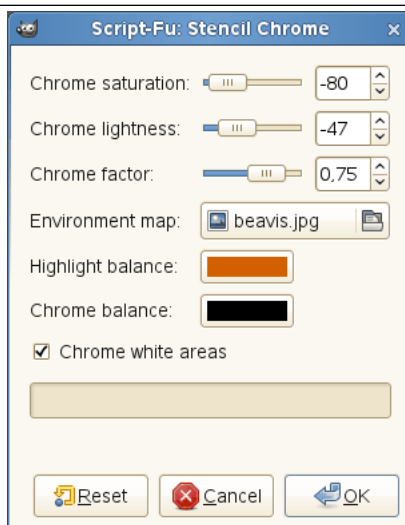 Script-Fu: Stencil Chrome
Chrome saturation: -80
Chrome lightness: -47
Chrome factor: 0,75
Environment map: beavis.jpg
Highlight balance:
Chrome balance:
Chrome white areas
Reset Cancel OK